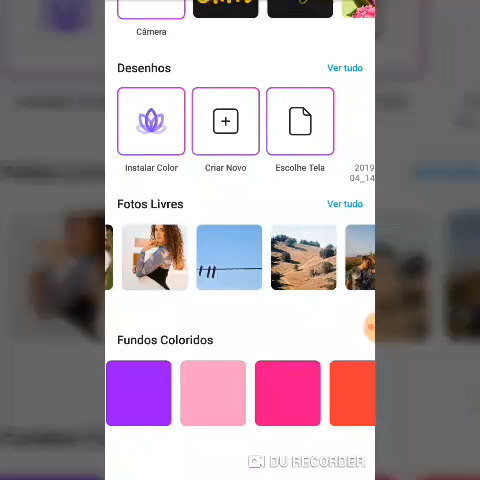 Câmera
Desenhos
Ver tudo
Instalar Color
Criar Novo
Escolhe Tela
2019
04_14
Fotos Livres
Ver tudo
Fundos Coloridos
DU RECORDER